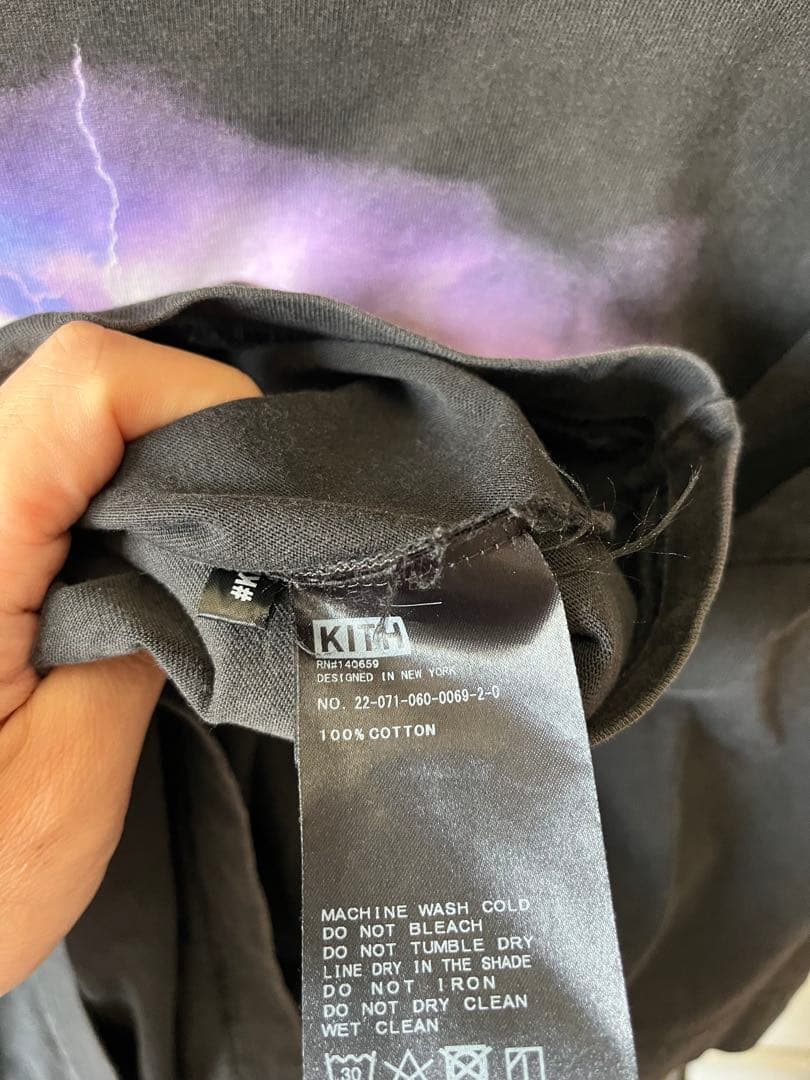 #K
KITH
RN#140659
DESIGNED IN NEW YORK
NO. 22-071-060-0069-2-0
100% COTTON
MACHINE WASH COLD
DO NOT BLEACH
DO NOT TUMBLE DRY
LINE DRY IN THE SHADE
DO NOT IRON
DO NOT DRY CLEAN
WET CLEAN
30